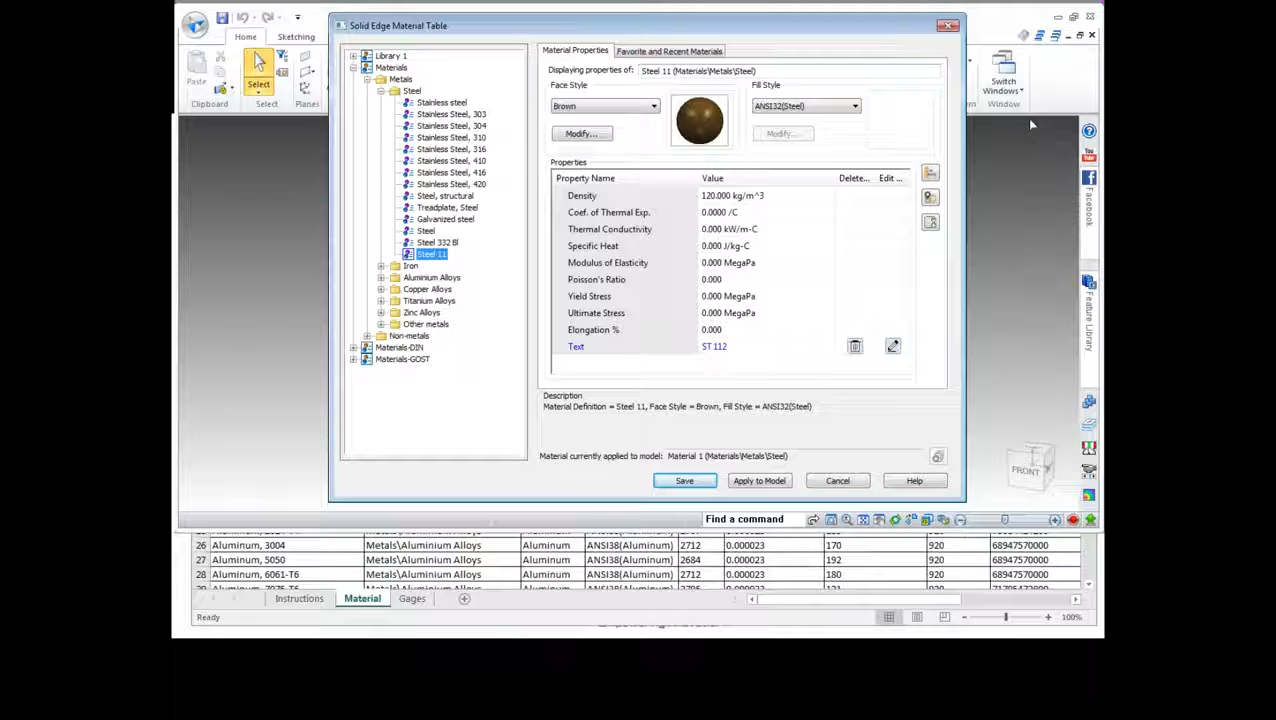 Solid Edge Material Table
Home
Sketching
Paste
Select
Select
Planes
Switch
Windows
Window
Library 1
Materials
Metals
Steel
Stainless steel
Stainless Steel, 303
Stainless Steel, 304
Stainless Steel, 310
Stainless Steel, 316
Stainless Steel, 410
Stainless Steel, 416
Stainless Steel, 420
Steel, structural
Treadplate, Steel
Galvanized steel
Steel
Steel 332 Bl
Steel 11
Iron
Aluminium Alloys
Copper Alloys
Titanium Alloys
Zinc Alloys
Other metals
Non-metals
Materials-DIN
Materials-GOST
Material Properties Favorite and Recent Materials
Displaying properties of: Steel 11 (Materials\Metals\Steel)
Face Style Fill Style
Brown ANSI32(Steel)
Modify... Modify...
Properties
Property Name Value Delete... Edit ...
Density 120.000 kg/m^3
Coef. of Thermal Exp. 0.0000 /C
Thermal Conductivity 0.000 kW/m-C
Specific Heat 0.000 J/kg-C
Modulus of Elasticity 0.000 MegaPa
Poisson's Ratio 0.000
Yield Stress 0.000 MegaPa
Ultimate Stress 0.000 MegaPa
Elongation % 0.000
Text ST 112
Description
Material Definition = Steel 11, Face Style = Brown, Fill Style = ANSI32(Steel)
Material currently applied to model: Material 1 (Materials\Metals\Steel)
Save Apply to Model Cancel Help
You
Tube
Facebook
Feature Library
FRONT
Find a command
26 Aluminum, 3004 Metals\Aluminium Alloys Aluminum ANSI38(Aluminum) 2712 0.000023 170 920 68947570000
27 Aluminum, 5050 Metals\Aluminium Alloys Aluminum ANSI38(Aluminum) 2684 0.000023 192 920 68947570000
28 Aluminum, 6061-T6 Metals\Aluminium Alloys Aluminum ANSI38(Aluminum) 2712 0.000023 180 920 68947570000
Instructions Material Gages
Ready 100%